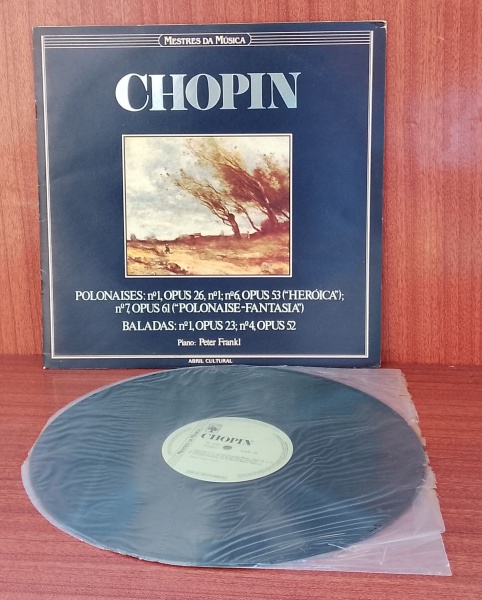 MESTRES DA MÚSICA
CHOPIN
POLONAISES: nº1, OPUS 26, nº1; nº6, OPUS 53 ("HERÓICA");
nº7, OPUS 61 ("POLONAISE-FANTASIA")
BALADAS: nº1, OPUS 23; nº4, OPUS 52
Piano: Peter Frankl
ABRIL CULTURAL
CHOPIN